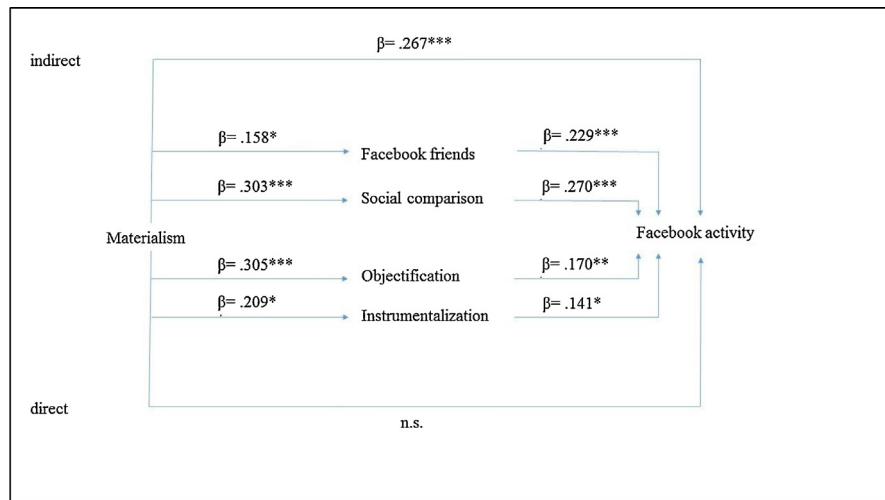 β= .267***
indirect
β= .158*
β= .229***
Facebook friends
β= .303***
β= .270***
Social comparison
Materialism
Facebook activity
β= .305***
β= .170**
Objectification
β= .209*
β= .141*
Instrumentalization
direct
n.s.